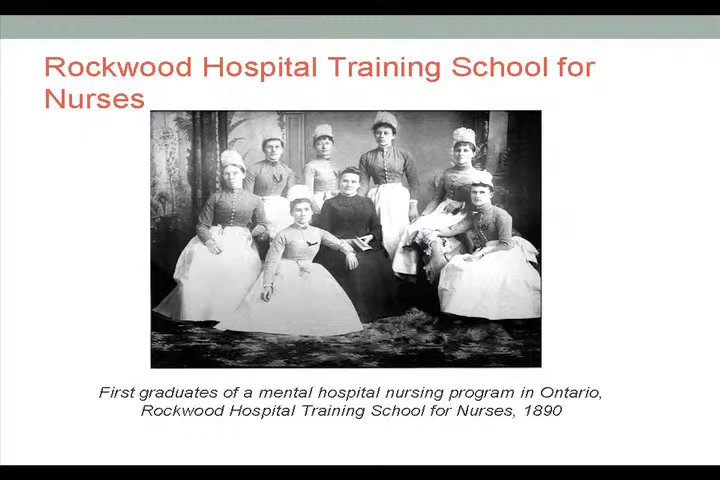 Rockwood Hospital Training School for
Nurses
First graduates of a mental hospital nursing program in Ontario,
Rockwood Hospital Training School for Nurses, 1890